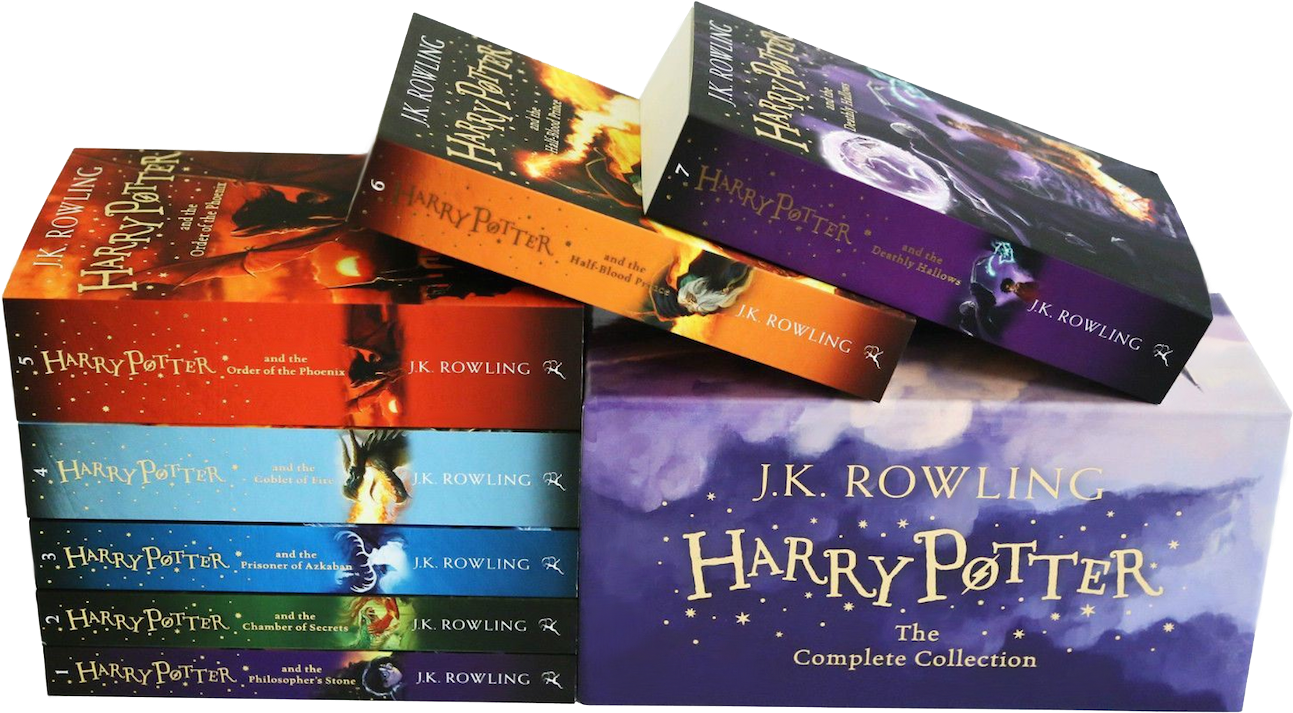 J.K. ROWLING
HARRY POTTER
and the
Half-Blood Prince
6
HARRY POTTER
and the
Half-Blood Prince
J.K. ROWLING
J.K. ROWLING
HARRY POTTER
and the
Deathly Hallows
7
HARRY POTTER
and the
Deathly Hallows
J.K. ROWLING
J.K. ROWLING
HARRY POTTER
and the
Order of the Phoenix
5
HARRY POTTER
and the
Order of the Phoenix
J.K. ROWLING
4
HARRY POTTER
and the
Goblet of Fire
J.K. ROWLING
3
HARRY POTTER
and the
Prisoner of Azkaban
J.K. ROWLING
2
HARRY POTTER
and the
Chamber of Secrets
J.K. ROWLING
1
HARRY POTTER
and the
Philosopher's Stone
J.K. ROWLING
J.K. ROWLING
HARRY POTTER
The
Complete Collection